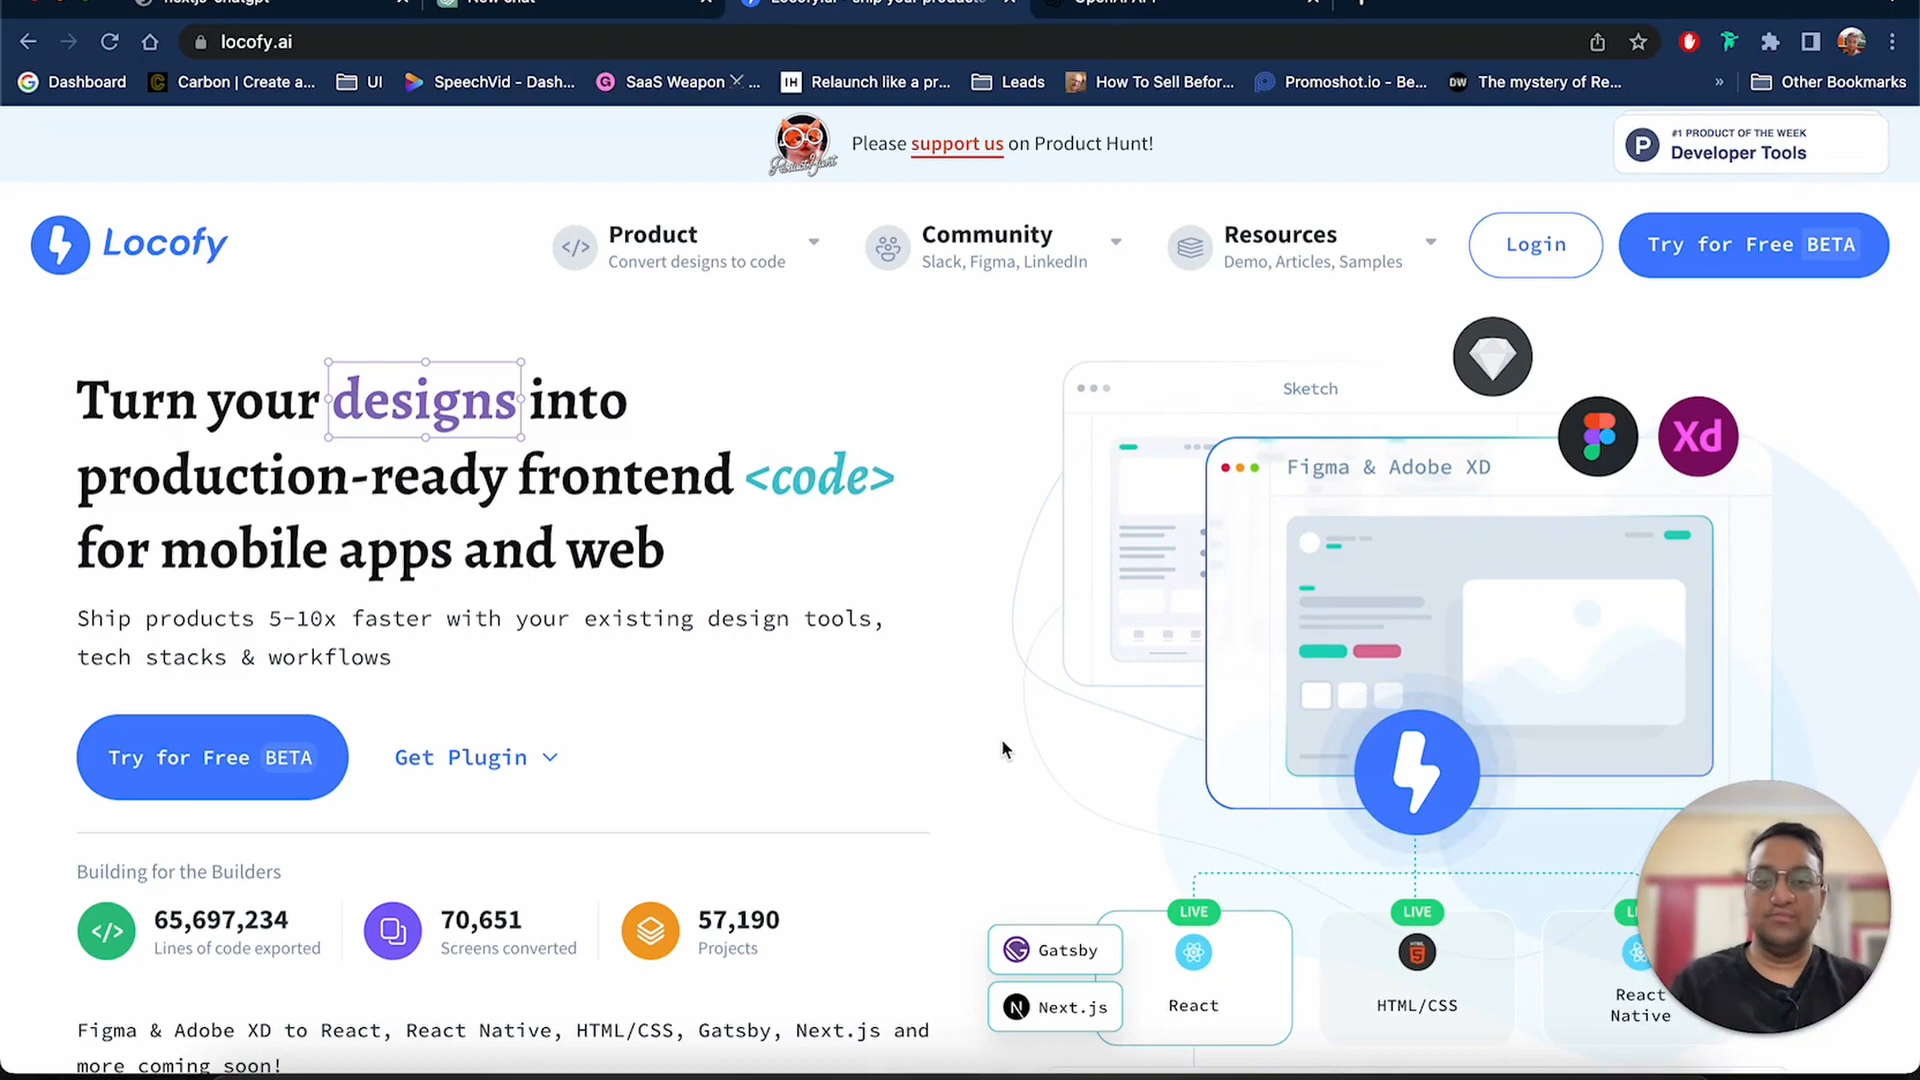 New chat
locofy.ai
Dashboard
Carbon | Create a...
UI
SpeechVid - Dash...
SaaS Weapon ⚔ ...
IH
Relaunch like a pr...
Leads
How To Sell Befor...
Promoshot.io - Be...
DW
The mystery of Re...
»
Other Bookmarks
ProductHunt
Please support us on Product Hunt!
P
#1 PRODUCT OF THE WEEK
Developer Tools
Locofy
</>
Product
Convert designs to code
Community
Slack, Figma, LinkedIn
Resources
Demo, Articles, Samples
Login
Try for Free BETA
Turn your designs into
production-ready frontend <code>
for mobile apps and web
Ship products 5-10x faster with your existing design tools,
tech stacks & workflows
Try for Free BETA
Get Plugin
Sketch
Figma & Adobe XD
Xd
Building for the Builders
</>
65,697,234
Lines of code exported
70,651
Screens converted
57,190
Projects
Figma & Adobe XD to React, React Native, HTML/CSS, Gatsby, Next.js and
more coming soon!
Gatsby
N Next.js
LIVE
React
LIVE
HTML
5
HTML/CSS
React
Native